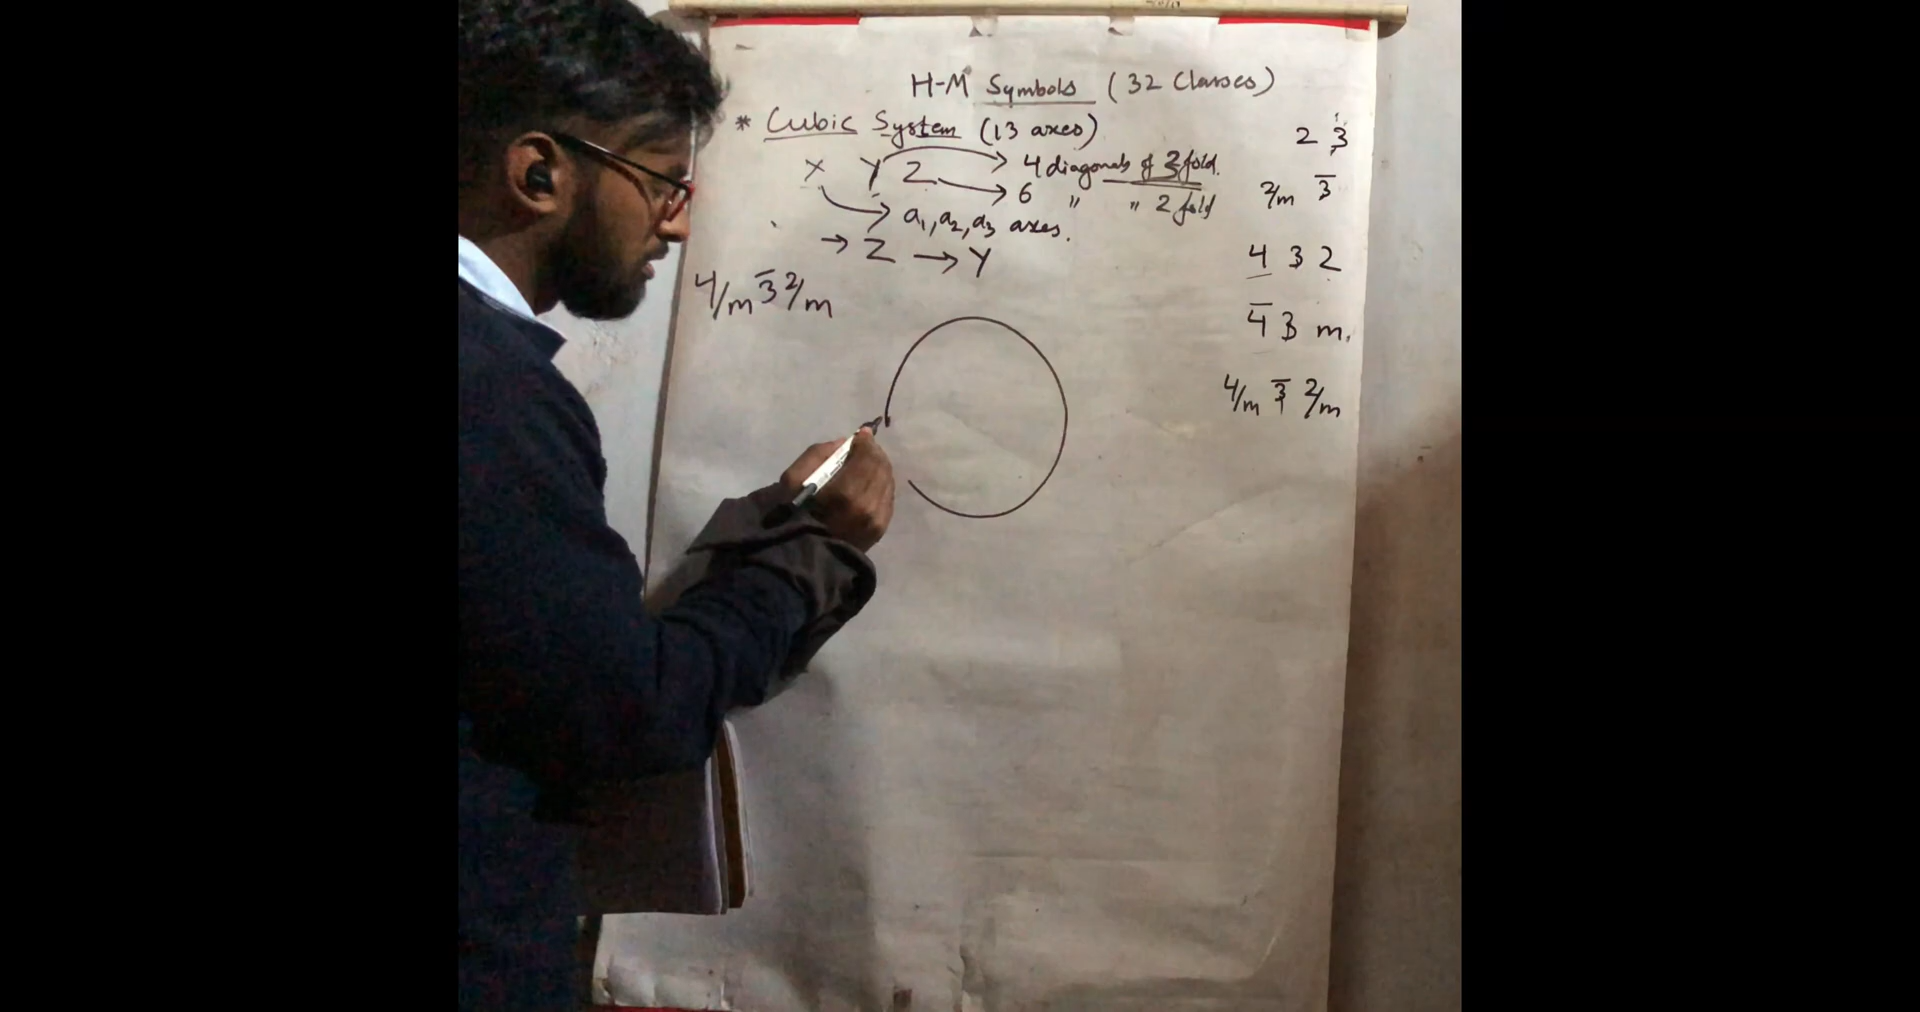 H-M Symbols (32 Classes)
* Cubic System (13 axes)
X Y Z → 4 diagonals of 3 fold.
→ 6 " " 2 fold
→ a₁, a₂, a₃ axes.
→ Z → Y
4/m 3̅ 2/m
2 3
2/m 3̅
4 3 2
4̅ 3 m.
4/m 3̅ 2/m